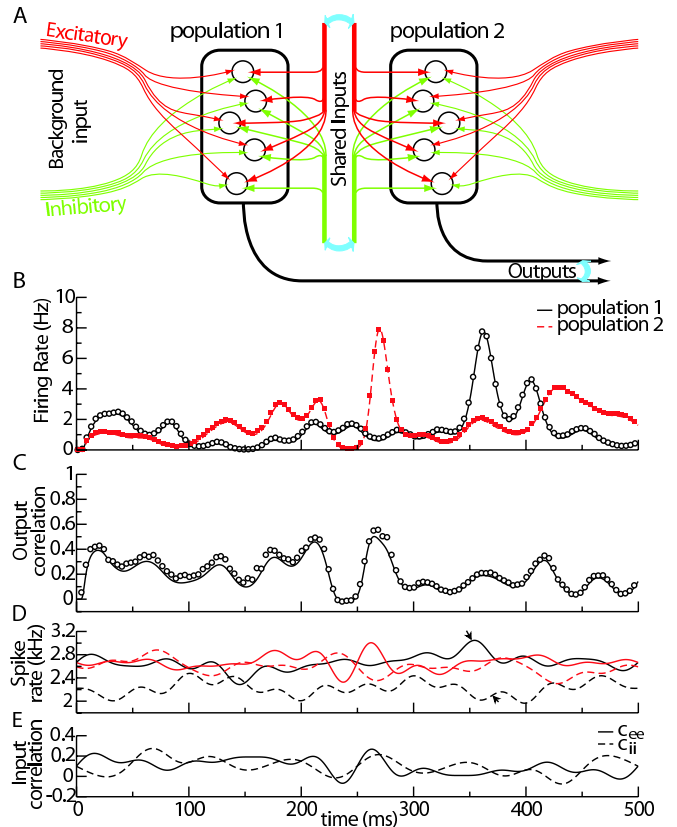 A
Excitatory
population 1
population 2
Background
input
Shared Inputs
Inhibitory
Outputs
B
10
8
6
4
2
0
Firing Rate (Hz)
population 1
population 2
C
1
0.8
0.6
0.4
0.2
0
Output
correlation
D
3.2
2.8
2.4
2
Spike
rate (kHz)
E
0.4
0.2
0
-0.2
Input
correlation
cee
cii
0
100
200
300
400
500
time (ms)